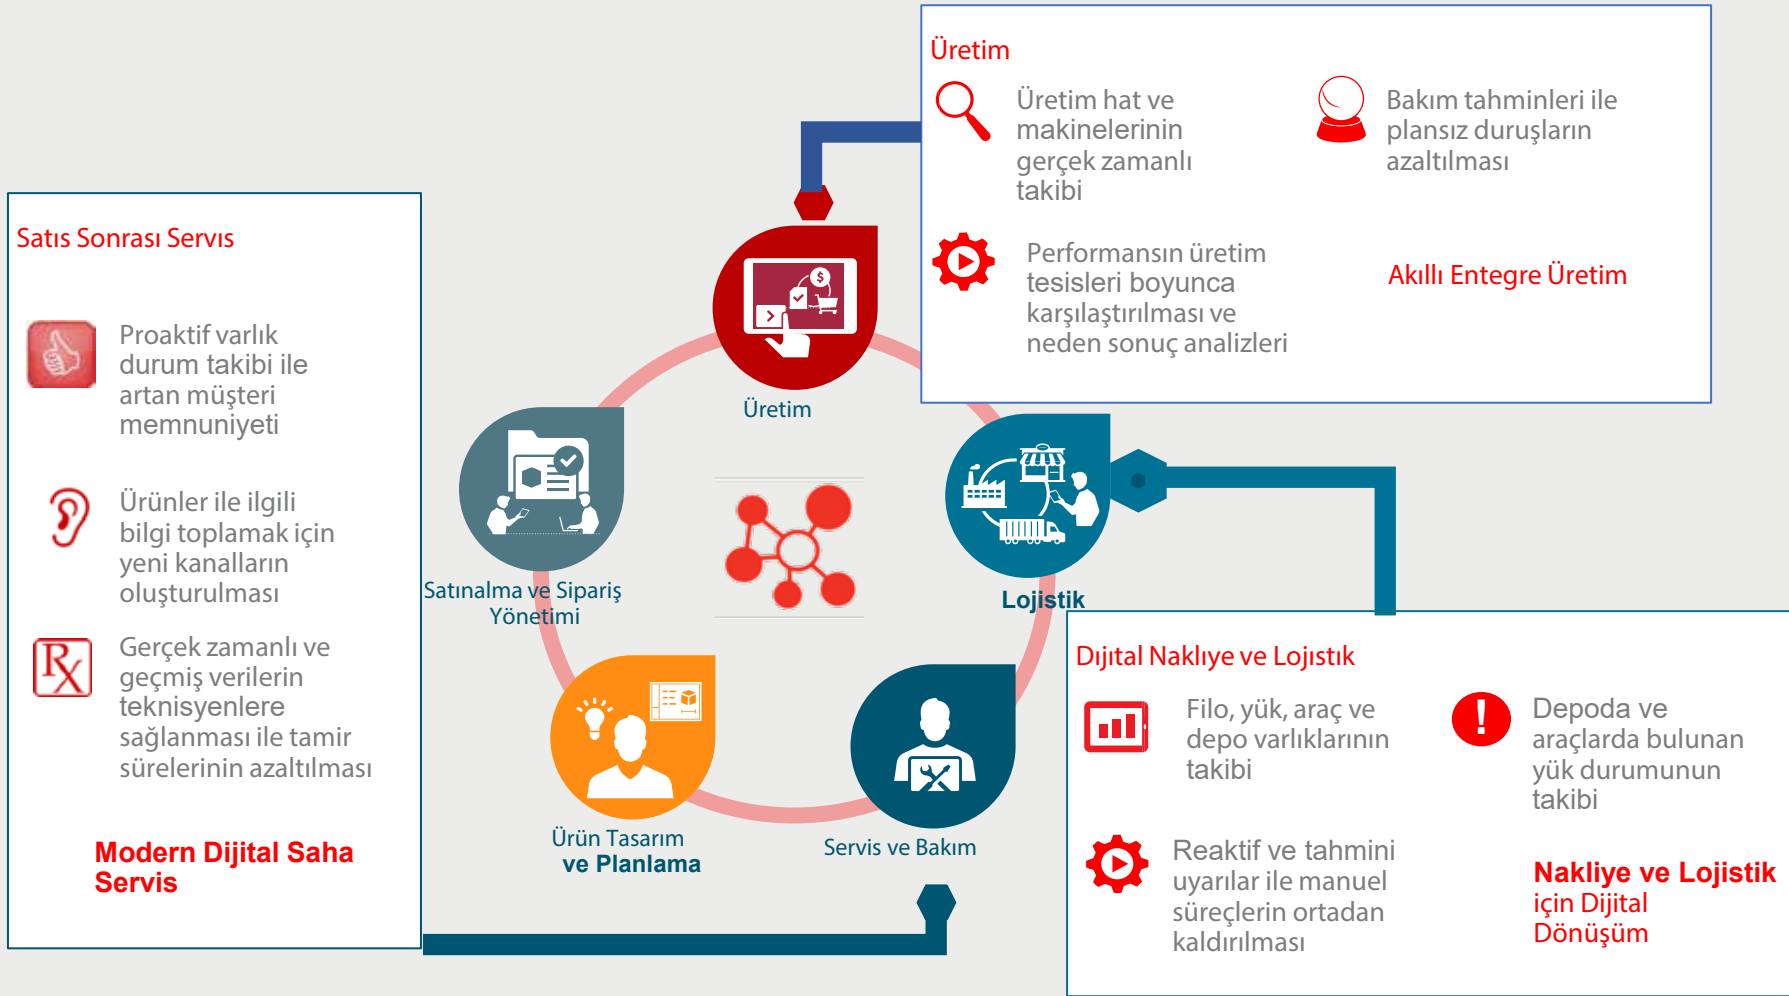 Üretim
Üretim hat ve
makinelerinin
gerçek zamanlı
takibi
Bakım tahminleri ile
plansız duruşların
azaltılması
Performansın üretim
tesisleri boyunca
karşılaştırılması ve
neden sonuç analizleri
Akıllı Entegre Üretim
Satıs Sonrası Servıs
Proaktif varlık
durum takibi ile
artan müşteri
memnuniyeti
Ürünler ile ilgili
bilgi toplamak için
yeni kanalların
oluşturulması
Rx
Gerçek zamanlı ve
geçmiş verilerin
teknisyenlere
sağlanması ile tamir
sürelerinin azaltılması
Modern Dijital Saha
Servis
$
Üretim
Satınalma ve Sipariş
Yönetimi
Lojistik
Ürün Tasarım
ve Planlama
Servis ve Bakım
Dıjıtal Naklıye ve Lojıstık
Filo, yük, araç ve
depo varlıklarının
takibi
!
Depoda ve
araçlarda bulunan
yük durumunun
takibi
Reaktif ve tahmini
uyarılar ile manuel
süreçlerin ortadan
kaldırılması
Nakliye ve Lojistik
için Dijital
Dönüşüm